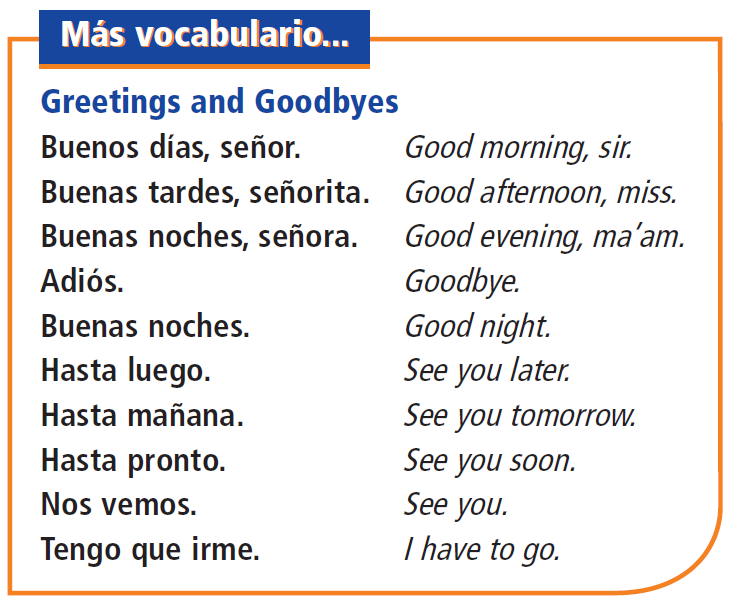 Más vocabulario...
Greetings and Goodbyes
Buenos días, señor. Good morning, sir.
Buenas tardes, señorita. Good afternoon, miss.
Buenas noches, señora. Good evening, ma'am.
Adiós. Goodbye.
Buenas noches. Good night.
Hasta luego. See you later.
Hasta mañana. See you tomorrow.
Hasta pronto. See you soon.
Nos vemos. See you.
Tengo que irme. I have to go.